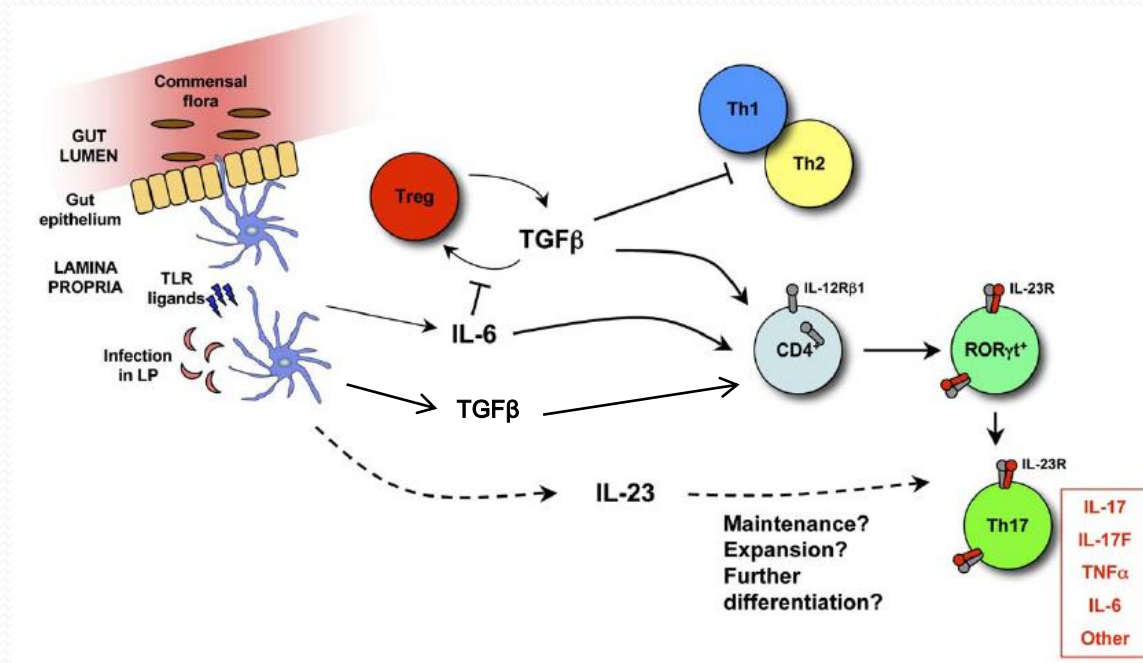 Commensal
flora
GUT
LUMEN
Gut
epithelium
LAMINA
PROPRIA
TLR
ligands
Infection
in LP
Treg
TGFβ
IL-6
TGFβ
IL-23
Th1
Th2
IL-12Rβ1
CD4⁺
IL-23R
RORγt⁺
IL-23R
Th17
Maintenance?
Expansion?
Further
differentiation?
IL-17
IL-17F
TNFα
IL-6
Other